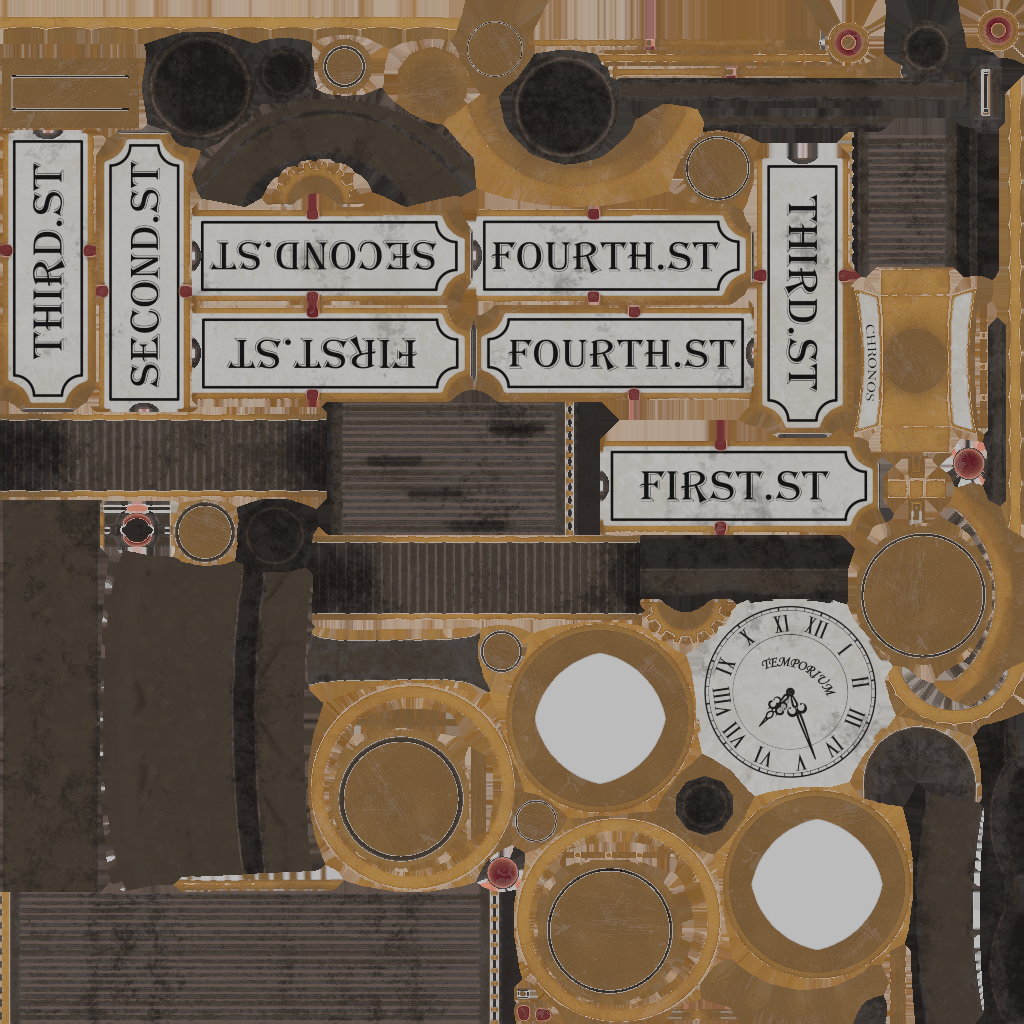 THIRD.ST
SECOND.ST
SECOND.ST
FOURTH.ST
THIRD.ST
FIRST.ST
FOURTH.ST
CHRONOS
FIRST.ST
TEMPORIUM
XII
I
II
III
IV
V
VI
VII
VIII
IX
X
XI